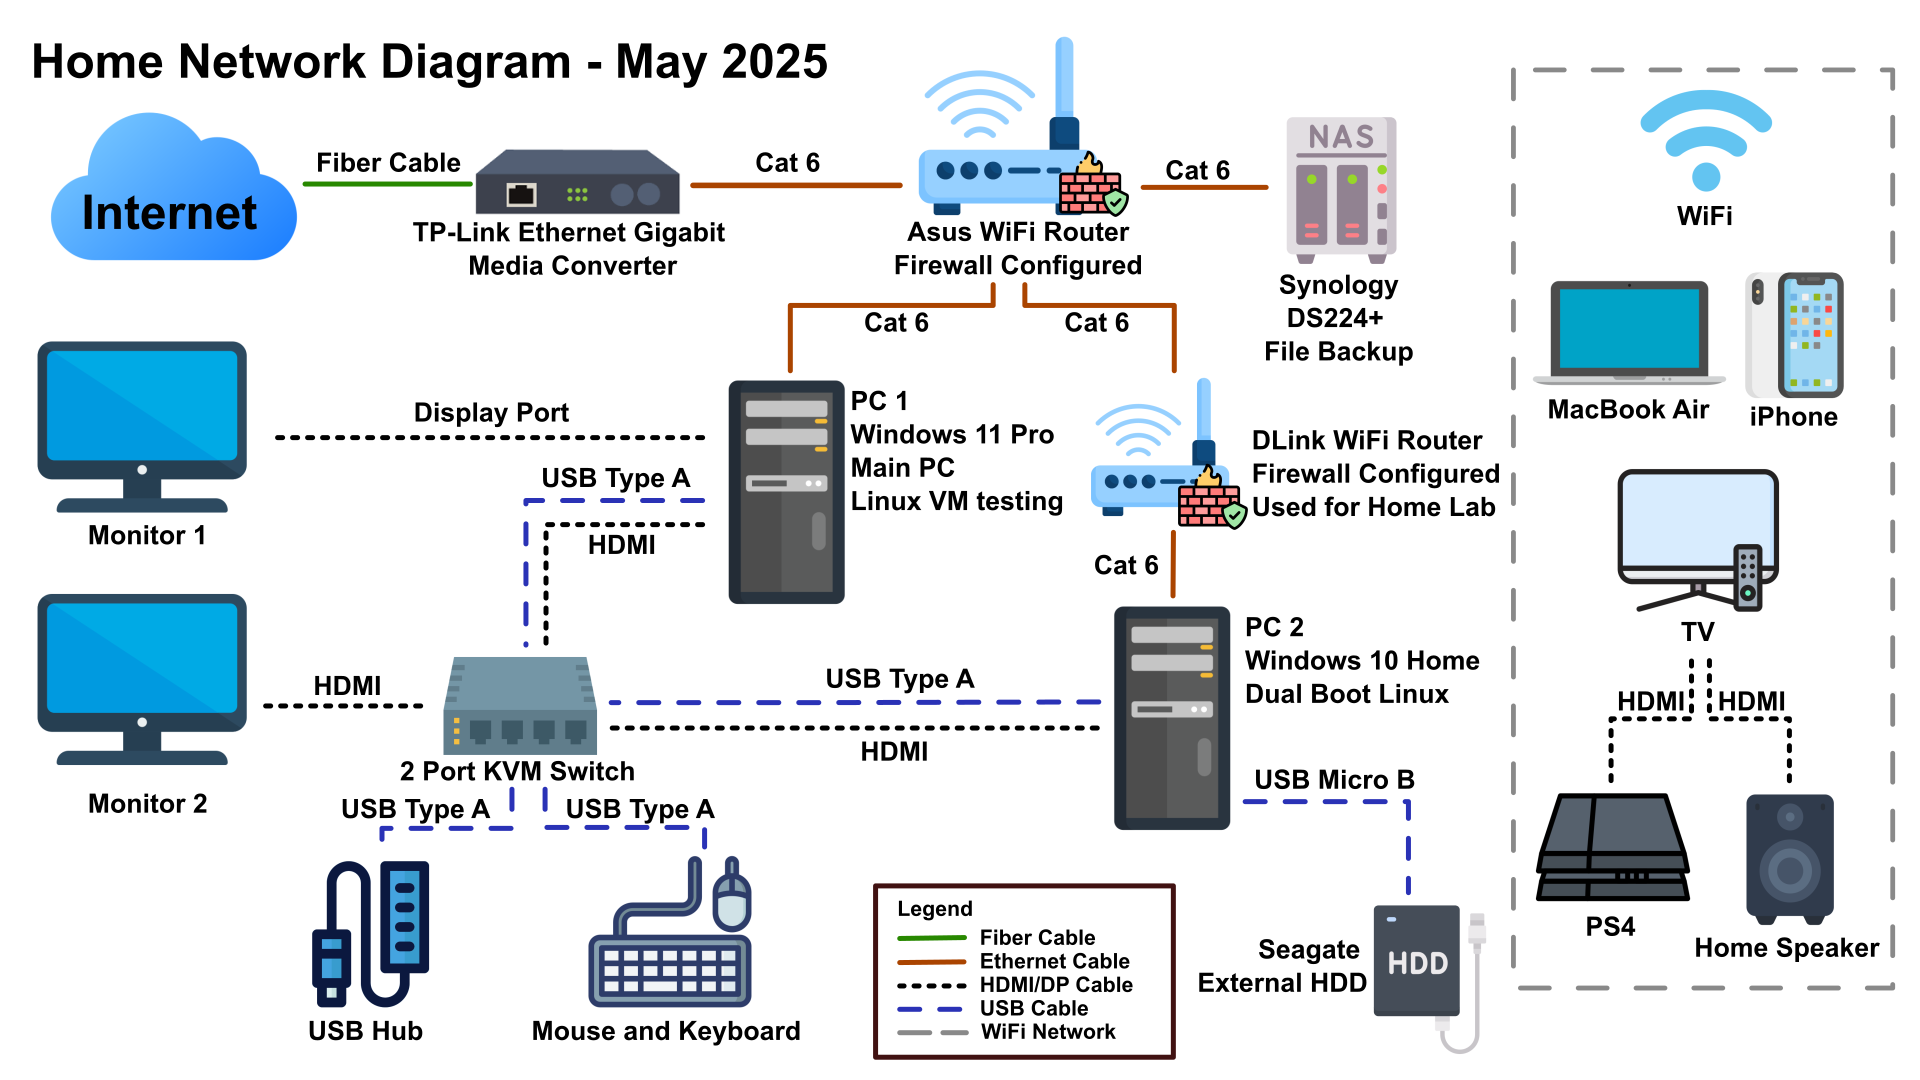 Home Network Diagram - May 2025
Internet
Fiber Cable
TP-Link Ethernet Gigabit
Media Converter
Cat 6
Asus WiFi Router
Firewall Configured
Cat 6
NAS
Synology
DS224+
File Backup
Cat 6
Cat 6
Monitor 1
Display Port
USB Type A
HDMI
PC 1
Windows 11 Pro
Main PC
Linux VM testing
DLink WiFi Router
Firewall Configured
Used for Home Lab
Cat 6
Monitor 2
HDMI
2 Port KVM Switch
USB Type A
HDMI
PC 2
Windows 10 Home
Dual Boot Linux
USB Type A
USB Type A
USB Hub
Mouse and Keyboard
USB Micro B
Seagate
External HDD
HDD
Legend
Fiber Cable
Ethernet Cable
HDMI/DP Cable
USB Cable
WiFi Network
WiFi
MacBook Air
iPhone
TV
HDMI
HDMI
PS4
Home Speaker